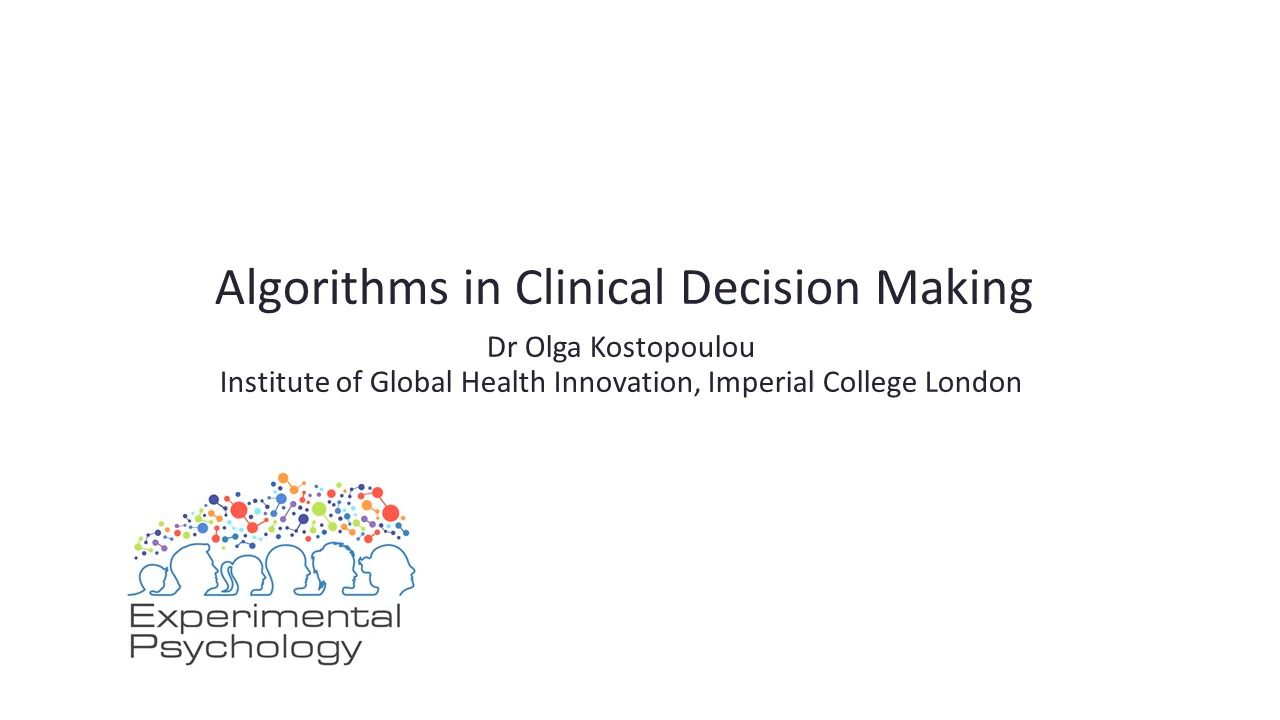 Algorithms in Clinical Decision Making
Dr Olga Kostopoulou
Institute of Global Health Innovation, Imperial College London
Experimental
Psychology